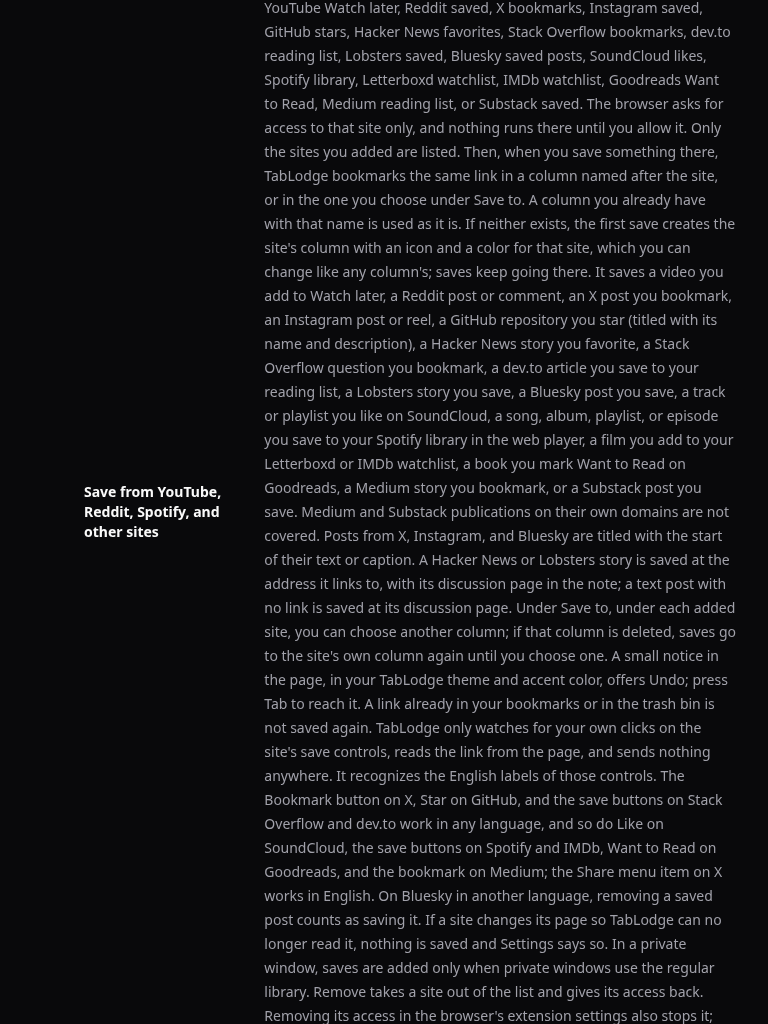 YouTube Watch later, Reddit saved, X bookmarks, Instagram saved,
GitHub stars, Hacker News favorites, Stack Overflow bookmarks, dev.to
reading list, Lobsters saved, Bluesky saved posts, SoundCloud likes,
Spotify library, Letterboxd watchlist, IMDb watchlist, Goodreads Want
to Read, Medium reading list, or Substack saved. The browser asks for
access to that site only, and nothing runs there until you allow it. Only
the sites you added are listed. Then, when you save something there,
TabLodge bookmarks the same link in a column named after the site,
or in the one you choose under Save to. A column you already have
with that name is used as it is. If neither exists, the first save creates the
site's column with an icon and a color for that site, which you can
change like any column's; saves keep going there. It saves a video you
add to Watch later, a Reddit post or comment, an X post you bookmark,
an Instagram post or reel, a GitHub repository you star (titled with its
name and description), a Hacker News story you favorite, a Stack
Overflow question you bookmark, a dev.to article you save to your
reading list, a Lobsters story you save, a Bluesky post you save, a track
or playlist you like on SoundCloud, a song, album, playlist, or episode
you save to your Spotify library in the web player, a film you add to your
Letterboxd or IMDb watchlist, a book you mark Want to Read on
Goodreads, a Medium story you bookmark, or a Substack post you
save. Medium and Substack publications on their own domains are not
covered. Posts from X, Instagram, and Bluesky are titled with the start
of their text or caption. A Hacker News or Lobsters story is saved at the
address it links to, with its discussion page in the note; a text post with
no link is saved at its discussion page. Under Save to, under each added
site, you can choose another column; if that column is deleted, saves go
to the site's own column again until you choose one. A small notice in
the page, in your TabLodge theme and accent color, offers Undo; press
Tab to reach it. A link already in your bookmarks or in the trash bin is
not saved again. TabLodge only watches for your own clicks on the
site's save controls, reads the link from the page, and sends nothing
anywhere. It recognizes the English labels of those controls. The
Bookmark button on X, Star on GitHub, and the save buttons on Stack
Overflow and dev.to work in any language, and so do Like on
SoundCloud, the save buttons on Spotify and IMDb, Want to Read on
Goodreads, and the bookmark on Medium; the Share menu item on X
works in English. On Bluesky in another language, removing a saved
post counts as saving it. If a site changes its page so TabLodge can no
longer read it, nothing is saved and Settings says so. In a private
window, saves are added only when private windows use the regular
library. Remove takes a site out of the list and gives its access back.
Removing its access in the browser's extension settings also stops it;
Save from YouTube,
Reddit, Spotify, and
other sites